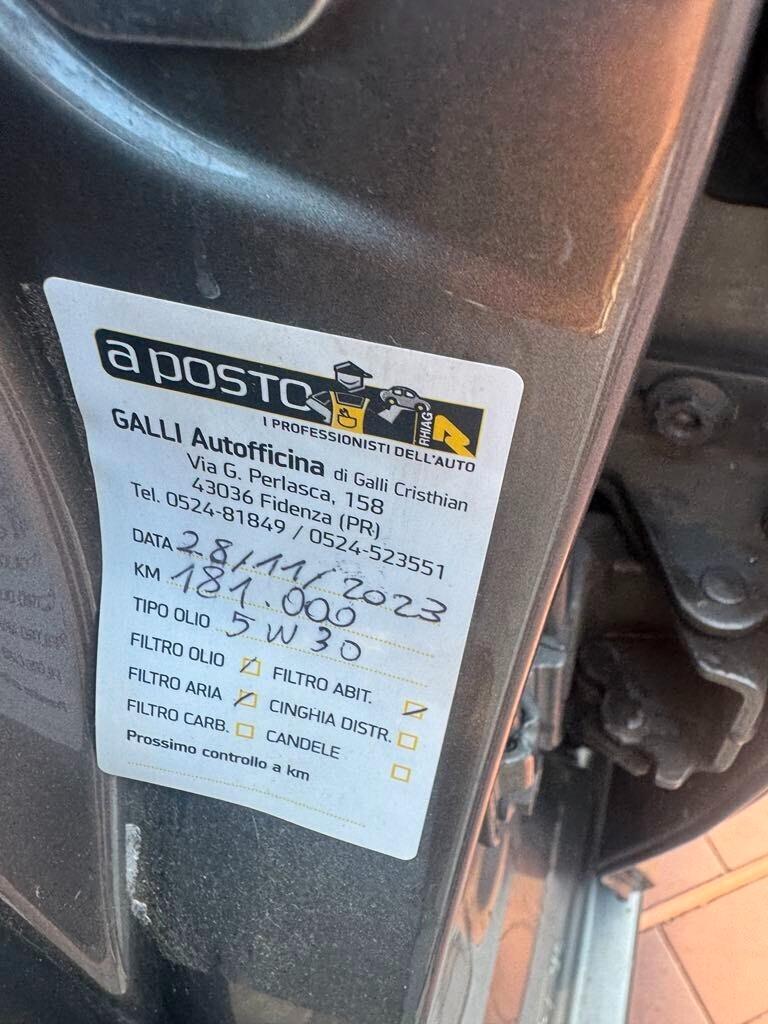 a POSTO
RHIAG
I PROFESSIONISTI DELL'AUTO
GALLI Autofficina di Galli Cristhian
Via G. Perlasca, 158
43036 Fidenza (PR)
Tel. 0524-81849 / 0524-523551
DATA 28/11/2023
KM 181.000
TIPO OLIO 5W30
FILTRO OLIO FILTRO ABIT.
FILTRO ARIA CINGHIA DISTR.
FILTRO CARB. CANDELE
Prossimo controllo a km